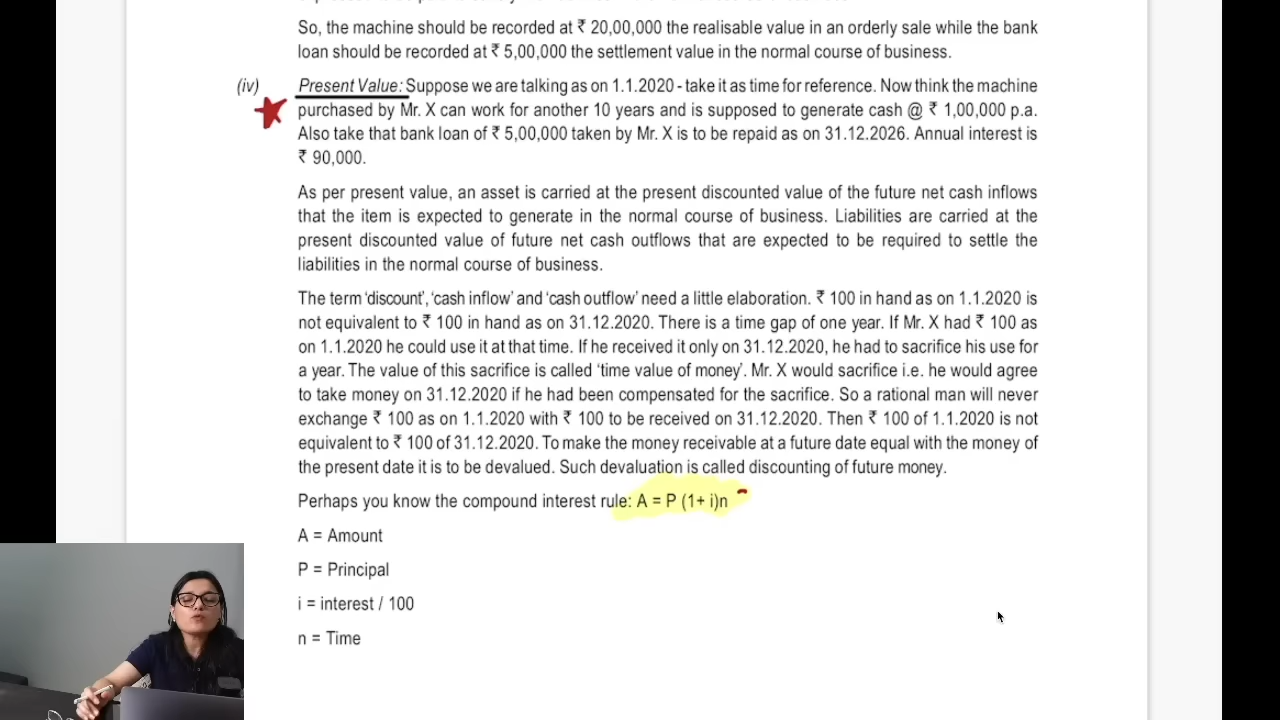 So, the machine should be recorded at ₹ 20,00,000 the realisable value in an orderly sale while the bank
loan should be recorded at ₹ 5,00,000 the settlement value in the normal course of business.
(iv) Present Value: Suppose we are talking as on 1.1.2020 - take it as time for reference. Now think the machine
purchased by Mr. X can work for another 10 years and is supposed to generate cash @ ₹ 1,00,000 p.a.
Also take that bank loan of ₹ 5,00,000 taken by Mr. X is to be repaid as on 31.12.2026. Annual interest is
₹ 90,000.
As per present value, an asset is carried at the present discounted value of the future net cash inflows
that the item is expected to generate in the normal course of business. Liabilities are carried at the
present discounted value of future net cash outflows that are expected to be required to settle the
liabilities in the normal course of business.
The term 'discount', 'cash inflow' and 'cash outflow' need a little elaboration. ₹ 100 in hand as on 1.1.2020 is
not equivalent to ₹ 100 in hand as on 31.12.2020. There is a time gap of one year. If Mr. X had ₹ 100 as
on 1.1.2020 he could use it at that time. If he received it only on 31.12.2020, he had to sacrifice his use for
a year. The value of this sacrifice is called 'time value of money'. Mr. X would sacrifice i.e. he would agree
to take money on 31.12.2020 if he had been compensated for the sacrifice. So a rational man will never
exchange ₹ 100 as on 1.1.2020 with ₹ 100 to be received on 31.12.2020. Then ₹ 100 of 1.1.2020 is not
equivalent to ₹ 100 of 31.12.2020. To make the money receivable at a future date equal with the money of
the present date it is to be devalued. Such devaluation is called discounting of future money.
Perhaps you know the compound interest rule: A = P (1+ i)n
A = Amount
P = Principal
i = interest / 100
n = Time